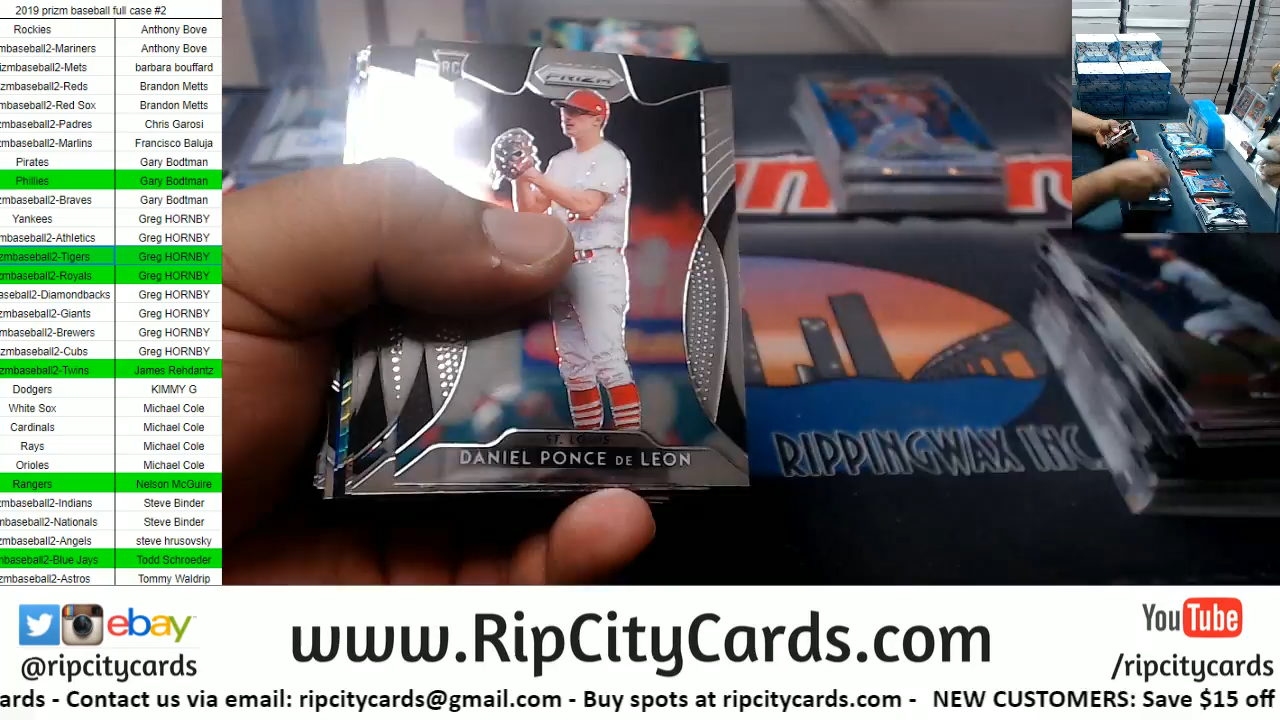 2019 prizm baseball full case #2
Rockies Anthony Bove
mbaseball2-Mariners Anthony Bove
izmbaseball2-Mets barbara bouffard
zmbaseball2-Reds Brandon Metts
mbaseball2-Red Sox Brandon Metts
zmbaseball2-Padres Chris Garosi
zmbaseball2-Marlins Francisco Baluja
Pirates Gary Bodtman
Phillies Gary Bodtman
zmbaseball2-Braves Gary Bodtman
Yankees Greg HORNBY
mbaseball2-Athletics Greg HORNBY
zmbaseball2-Tigers Greg HORNBY
zmbaseball2-Royals Greg HORNBY
aseball2-Diamondbacks Greg HORNBY
zmbaseball2-Giants Greg HORNBY
mbaseball2-Brewers Greg HORNBY
zmbaseball2-Cubs Greg HORNBY
zmbaseball2-Twins James Rehdantz
Dodgers KIMMY G
White Sox Michael Cole
Cardinals Michael Cole
Rays Michael Cole
Orioles Michael Cole
Rangers Nelson McGuire
zmbaseball2-Indians Steve Binder
mbaseball2-Nationals Steve Binder
zmbaseball2-Angels steve hrusovsky
mbaseball2-Blue Jays Todd Schroeder
zmbaseball2-Astros Tommy Waldrip
RC
PRIZM
ST. LOUIS
DANIEL PONCE DE LEON
RIPPINGWAX INC.
ebay
@ripcitycards
www.RipCityCards.com
YouTube
/ripcitycards
ards - Contact us via email: ripcitycards@gmail.com - Buy spots at ripcitycards.com - NEW CUSTOMERS: Save $15 off